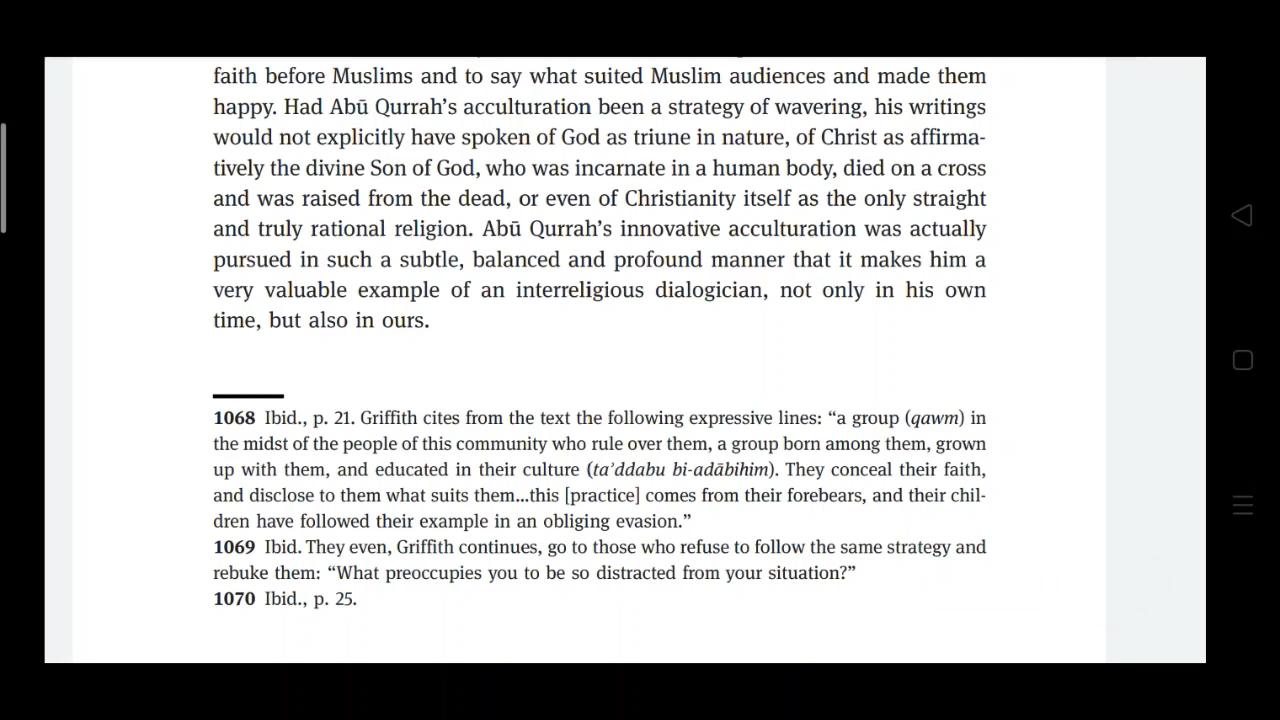 faith before Muslims and to say what suited Muslim audiences and made them
happy. Had Abū Qurrah’s acculturation been a strategy of wavering, his writings
would not explicitly have spoken of God as triune in nature, of Christ as affirma-
tively the divine Son of God, who was incarnate in a human body, died on a cross
and was raised from the dead, or even of Christianity itself as the only straight
and truly rational religion. Abū Qurrah’s innovative acculturation was actually
pursued in such a subtle, balanced and profound manner that it makes him a
very valuable example of an interreligious dialogician, not only in his own
time, but also in ours.
1068 Ibid., p. 21. Griffith cites from the text the following expressive lines: “a group (qawm) in
the midst of the people of this community who rule over them, a group born among them, grown
up with them, and educated in their culture (ta’ddabu bi-adābihim). They conceal their faith,
and disclose to them what suits them...this [practice] comes from their forebears, and their chil-
dren have followed their example in an obliging evasion.”
1069 Ibid. They even, Griffith continues, go to those who refuse to follow the same strategy and
rebuke them: “What preoccupies you to be so distracted from your situation?”
1070 Ibid., p. 25.